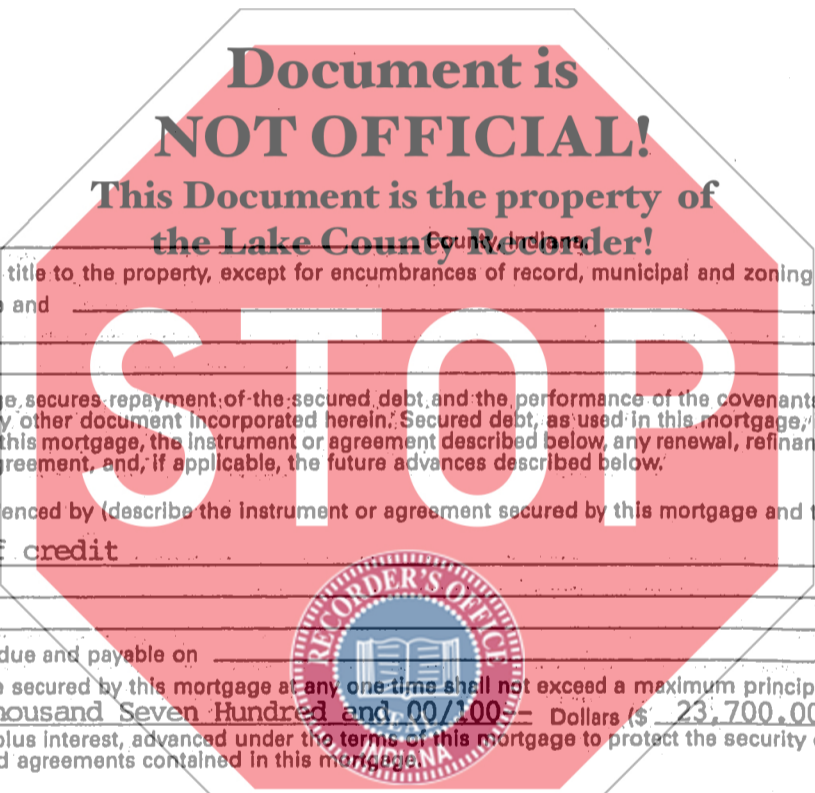 Document is
NOT OFFICIAL!
This Document is the property of
the Lake County Recorder!
County, Indiana,
title to the property, except for encumbrances of record, municipal and zoning
and
STOP
secures repayment of the secured debt and the performance of the covenants
other document incorporated herein. Secured debt, as used in this mortgage,
this mortgage, the instrument or agreement described below, any renewal, refinan
greement, and, if applicable, the future advances described below.
enced by (describe the instrument or agreement secured by this mortgage and t
f credit
RECORDER'S OFFICE
due and payable on
secured by this mortgage at any one time shall not exceed a maximum princip
housand Seven Hundred and 00/100-- Dollars ($ 23,700.00
plus interest, advanced under the terms of this mortgage to protect the security
d agreements contained in this mortgage.
INDIANA